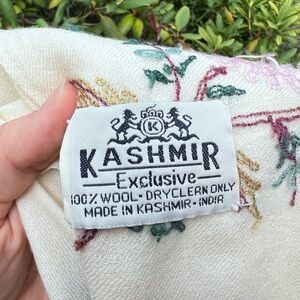 K
KASHMIR
Exclusive
100% WOOL • DRYCLEAN ONLY
MADE IN KASHMIR • INDIA